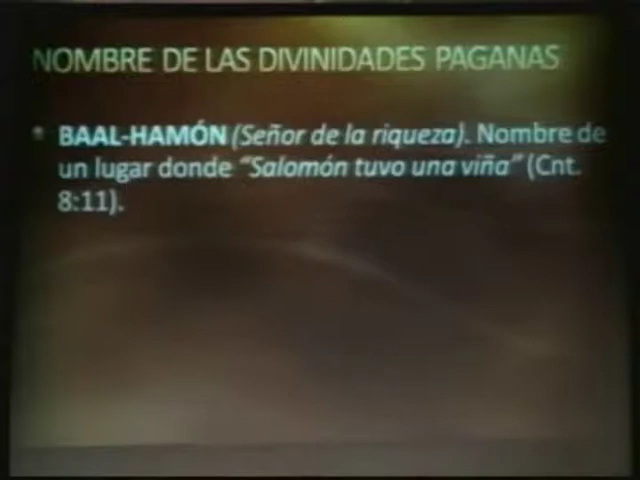 NOMBRE DE LAS DIVINIDADES PAGANAS
• BAAL-HAMÓN (Señor de la riqueza). Nombre de
un lugar donde "Salomón tuvo una viña" (Cnt.
8:11).